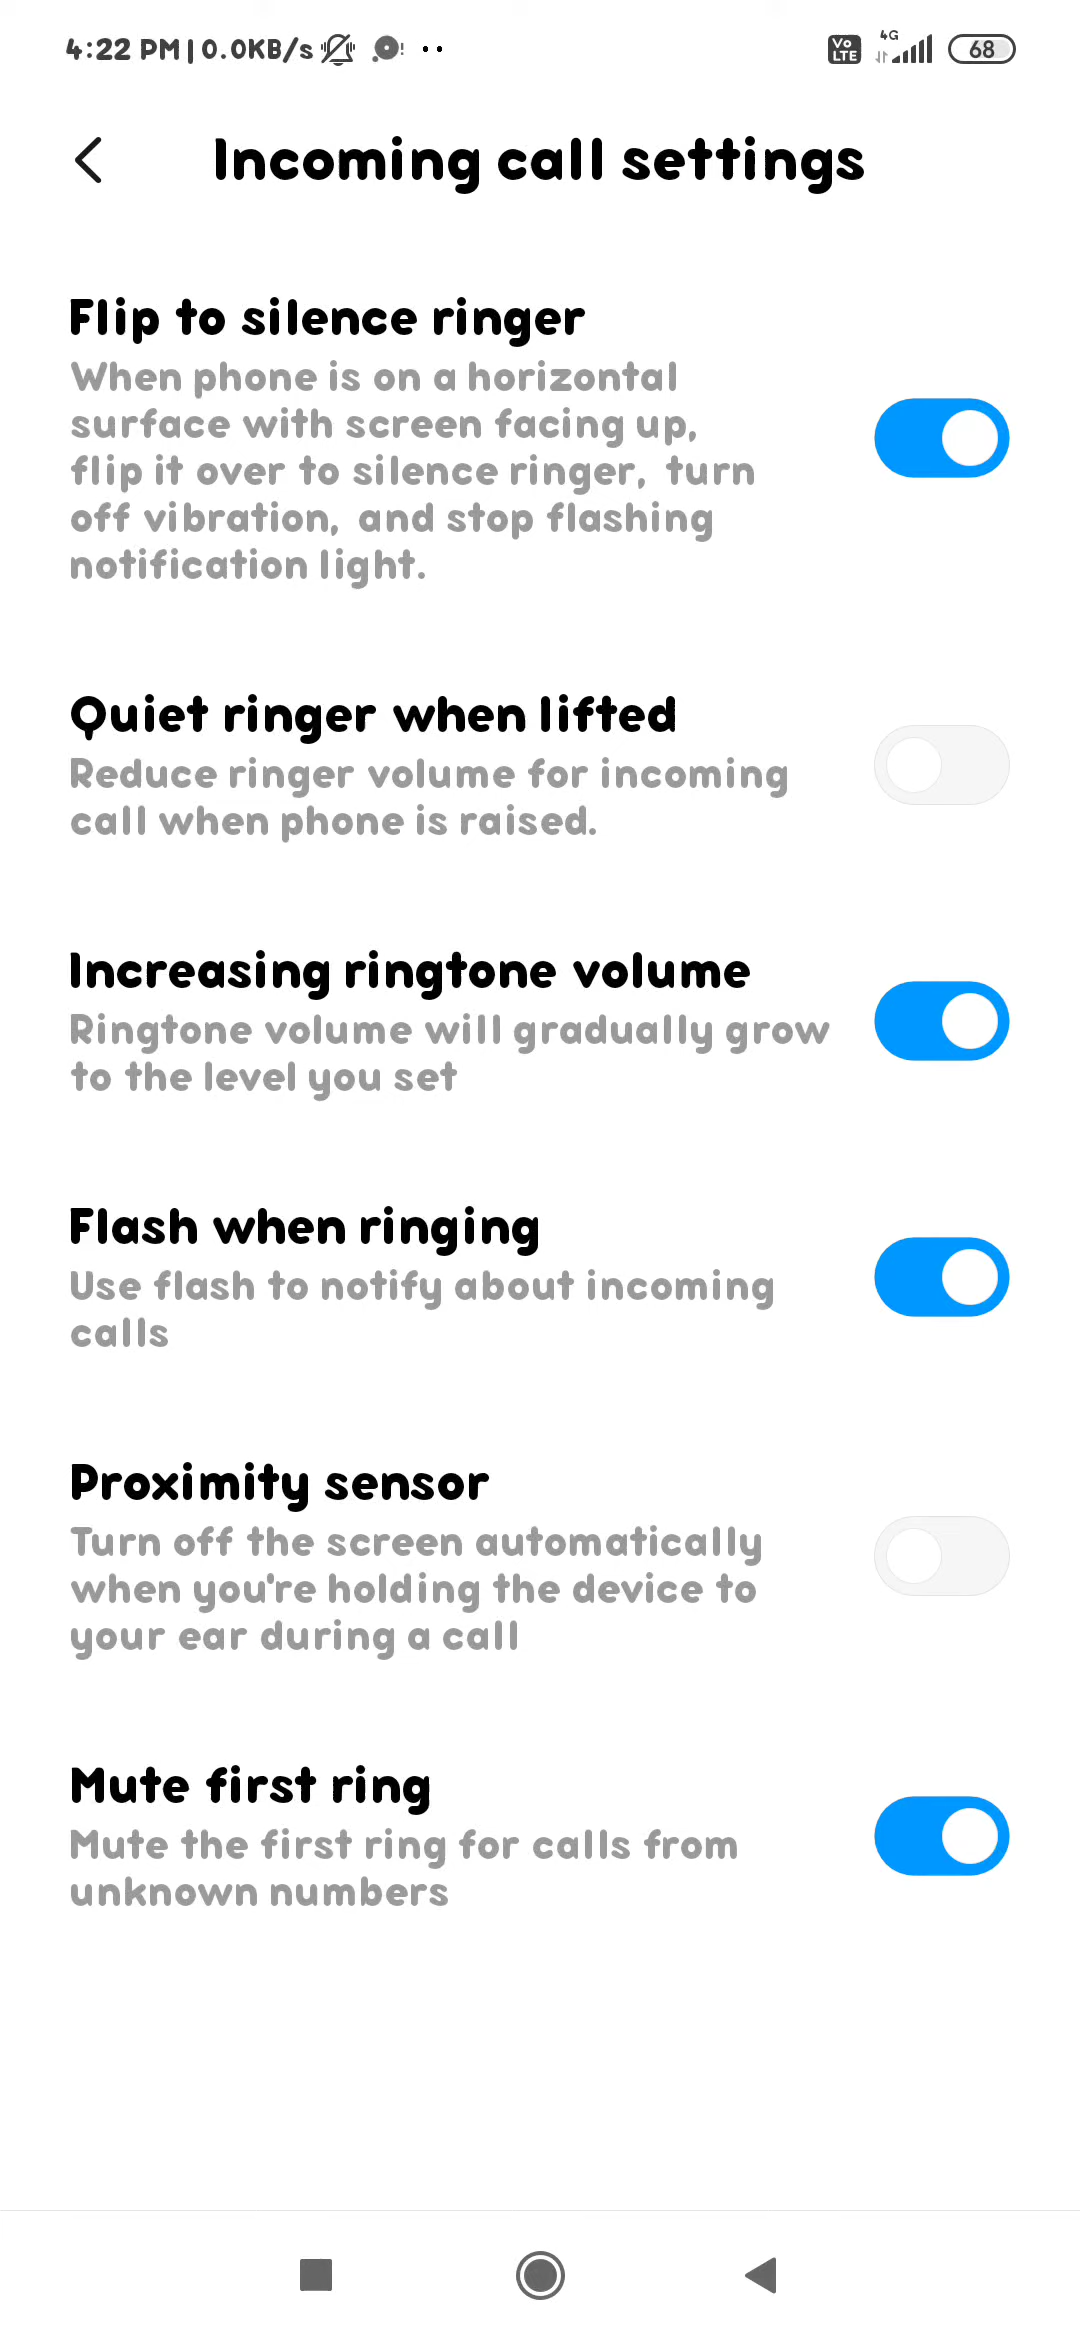 4:22 PM | 0.0KB/s
Vo LTE 4G 68
Incoming call settings
Flip to silence ringer
When phone is on a horizontal
surface with screen facing up,
flip it over to silence ringer, turn
off vibration, and stop flashing
notification light.
Quiet ringer when lifted
Reduce ringer volume for incoming
call when phone is raised.
Increasing ringtone volume
Ringtone volume will gradually grow
to the level you set
Flash when ringing
Use flash to notify about incoming
calls
Proximity sensor
Turn off the screen automatically
when you're holding the device to
your ear during a call
Mute first ring
Mute the first ring for calls from
unknown numbers